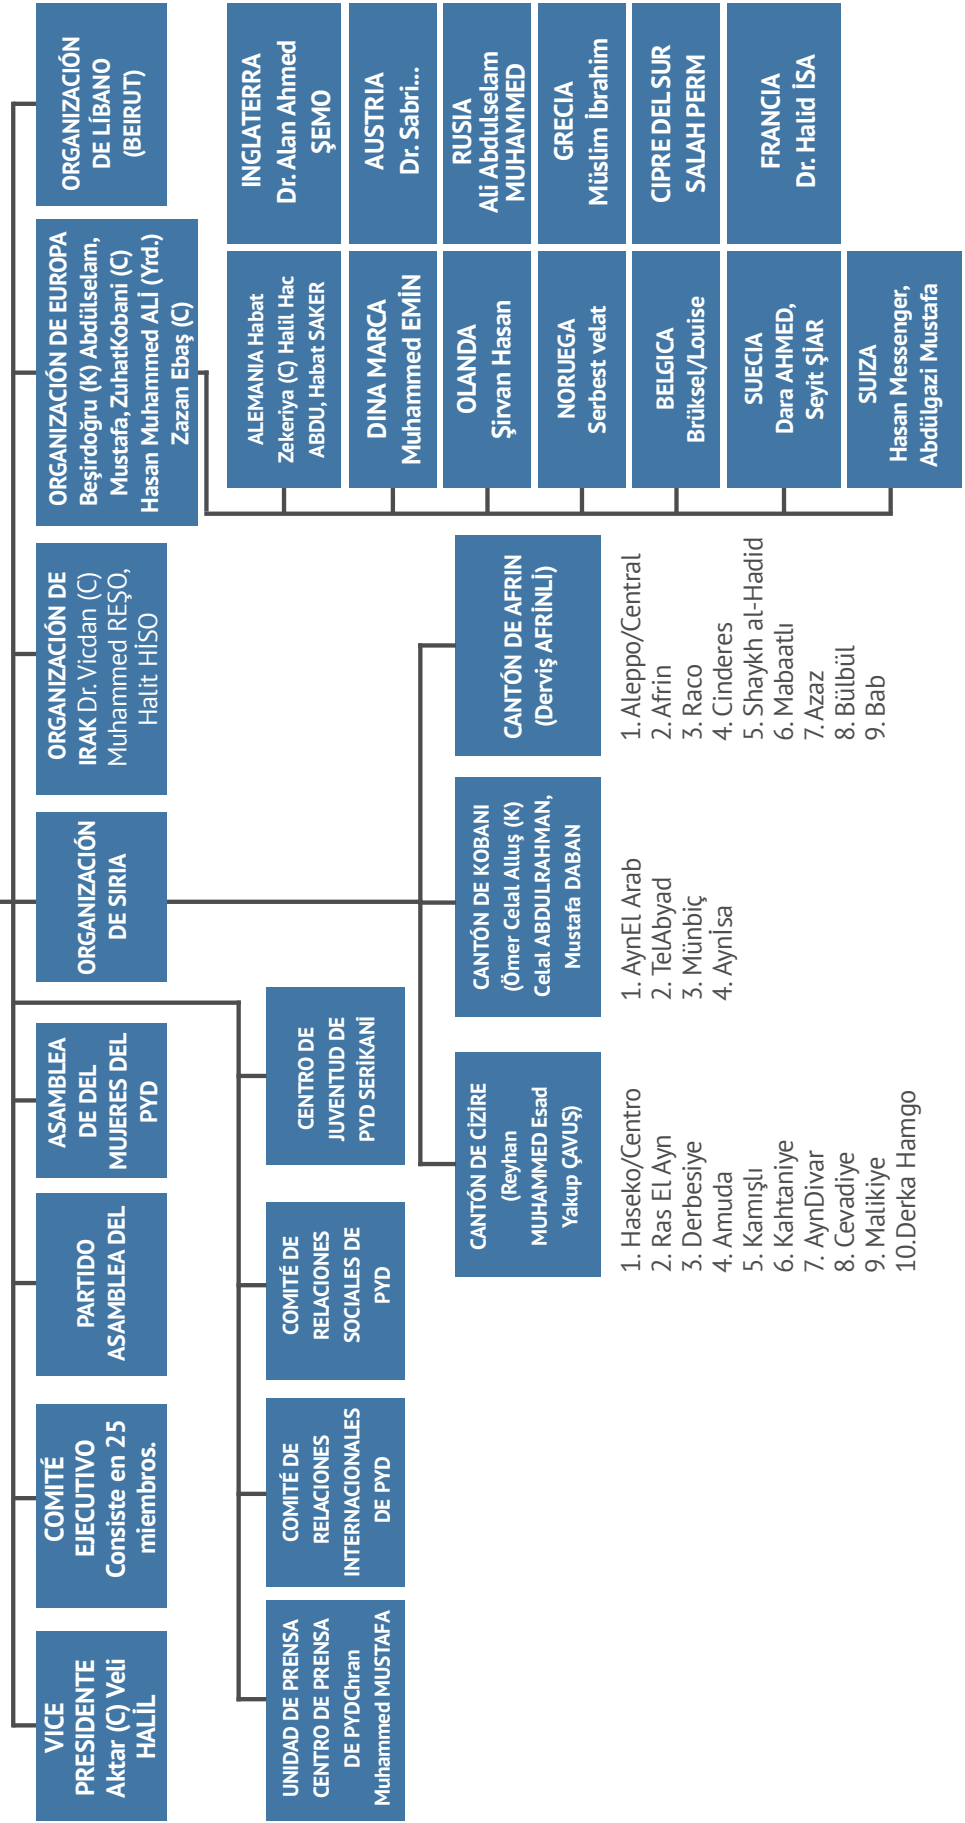 VICE
PRESIDENTE
Aktar (C) Veli
HALİL
COMITÉ
EJECUTIVO
Consiste en 25
miembros.
PARTIDO
ASAMBLEA DEL
ASAMBLEA
DE DEL
MUJERES DEL
PYD
ORGANIZACIÓN
DE SIRIA
ORGANIZACIÓN DE
IRAK Dr. Vicdan (C)
Muhammed REŞO,
Halit HİSO
ORGANIZACIÓN DE EUROPA
Beşirdoğru (K) Abdülselam,
Mustafa, ZuhatKobani (C)
Hasan Muhammed ALİ (Yrd.)
Zazan Ebaş (C)
ORGANIZACIÓN
DE LÍBANO
(BEIRUT)
UNIDAD DE PRENSA
CENTRO DE PRENSA
DE PYDChran
Muhammed MUSTAFA
COMITÉ DE
RELACIONES
INTERNACIONALES
DE PYD
COMITÉ DE
RELACIONES
SOCIALES DE
PYD
CENTRO DE
JUVENTUD DE
PYD SERİKANİ
ALEMANIA Habat
Zekeriya (C) Halil Hac
ABDU, Habat SAKER
INGLATERRA
Dr. Alan Ahmed
ŞEMO
DINA MARCA
Muhammed EMİN
AUSTRIA
Dr. Sabri...
OLANDA
Şirvan Hasan
RUSIA
Ali Abdulselam
MUHAMMED
NORUEGA
Serbest velat
GRECIA
Müslim İbrahim
BELGICA
Brüksel/Louise
CIPRE DEL SUR
SALAH PERM
SUECIA
Dara AHMED,
Seyit ŞİAR
FRANCIA
Dr. Halid İSA
SUIZA
Hasan Messenger,
Abdülgazi Mustafa
CANTÓN DE CİZİRE
(Reyhan
MUHAMMED Esad
Yakup ÇAVUŞ)
1. Haseko/Centro
2. Ras El Ayn
3. Derbesiye
4. Amuda
5. Kamışlı
6. Kahtaniye
7. AynDivar
8. Cevadiye
9. Malikiye
10.Derka Hamgo
CANTÓN DE KOBANI
(Ömer Celal Alluş (K)
Celal ABDULRAHMAN,
Mustafa DABAN
1. AynEl Arab
2. TelAbyad
3. Münbiç
4. Aynİsa
CANTÓN DE AFRIN
(Derviş AFRİNLİ)
1. Aleppo/Central
2. Afrin
3. Raco
4. Cinderes
5. Shaykh al-Hadid
6. Mabaatlı
7. Azaz
8. Bülbül
9. Bab